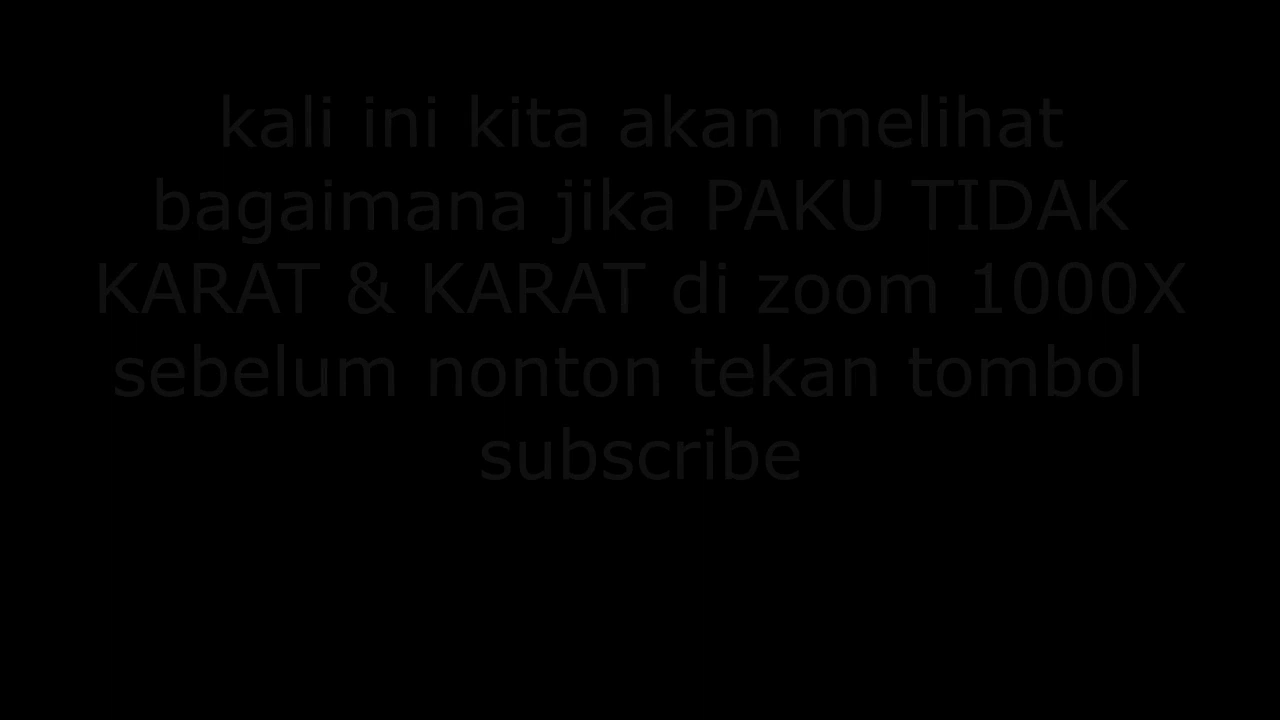 kali ini kita akan melihat
bagaimana jika PAKU TIDAK
KARAT & KARAT di zoom 1000X
sebelum nonton tekan tombol
subscribe